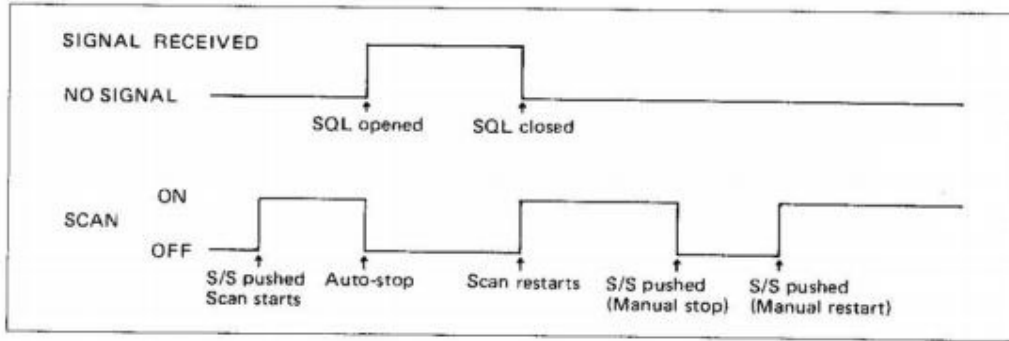 SIGNAL RECEIVED
NO SIGNAL
SQL opened
SQL closed
ON
SCAN
OFF
S/S pushed
Scan starts
Auto-stop
Scan restarts
S/S pushed
(Manual stop)
S/S pushed
(Manual restart)